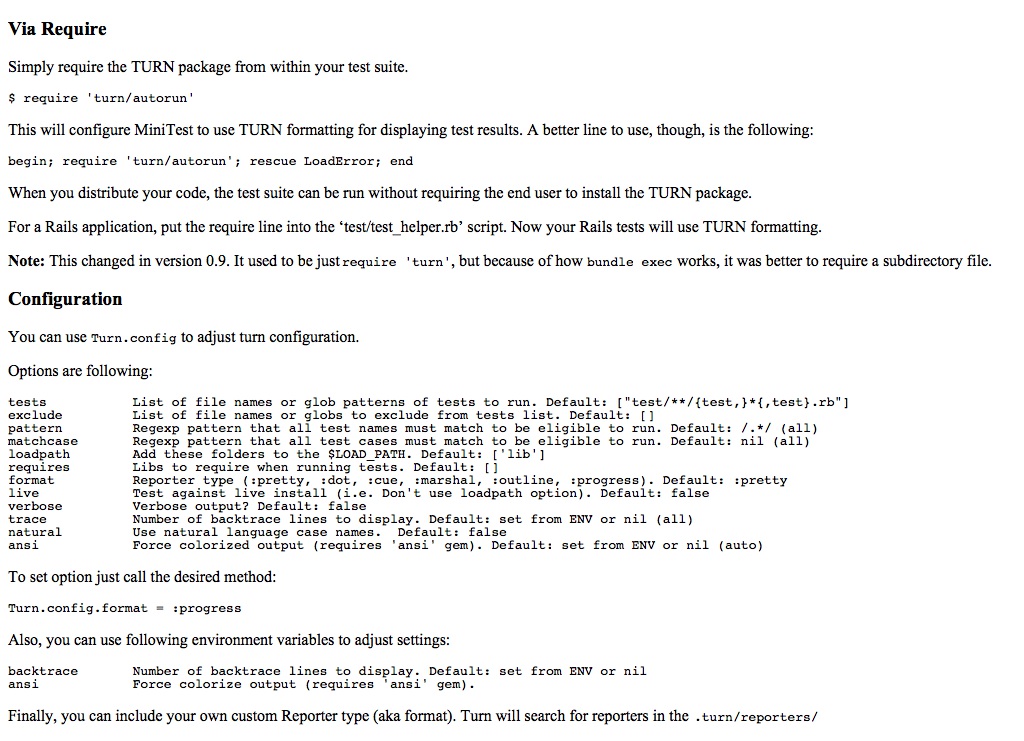 Via Require
Simply require the TURN package from within your test suite.
$ require 'turn/autorun'
This will configure MiniTest to use TURN formatting for displaying test results. A better line to use, though, is the following:
begin; require 'turn/autorun'; rescue LoadError; end
When you distribute your code, the test suite can be run without requiring the end user to install the TURN package.
For a Rails application, put the require line into the ‘test/test_helper.rb’ script. Now your Rails tests will use TURN formatting.
Note: This changed in version 0.9. It used to be just require 'turn', but because of how bundle exec works, it was better to require a subdirectory file.
Configuration
You can use Turn.config to adjust turn configuration.
Options are following:
tests List of file names or glob patterns of tests to run. Default: ["test/**/{test,}*{,test}.rb"]
exclude List of file names or globs to exclude from tests list. Default: []
pattern Regexp pattern that all test names must match to be eligible to run. Default: /.*/ (all)
matchcase Regexp pattern that all test cases must match to be eligible to run. Default: nil (all)
loadpath Add these folders to the $LOAD_PATH. Default: ['lib']
requires Libs to require when running tests. Default: []
format Reporter type (:pretty, :dot, :cue, :marshal, :outline, :progress). Default: :pretty
live Test against live install (i.e. Don't use loadpath option). Default: false
verbose Verbose output? Default: false
trace Number of backtrace lines to display. Default: set from ENV or nil (all)
natural Use natural language case names. Default: false
ansi Force colorized output (requires 'ansi' gem). Default: set from ENV or nil (auto)
To set option just call the desired method:
Turn.config.format = :progress
Also, you can use following environment variables to adjust settings:
backtrace Number of backtrace lines to display. Default: set from ENV or nil
ansi Force colorize output (requires 'ansi' gem).
Finally, you can include your own custom Reporter type (aka format). Turn will search for reporters in the .turn/reporters/